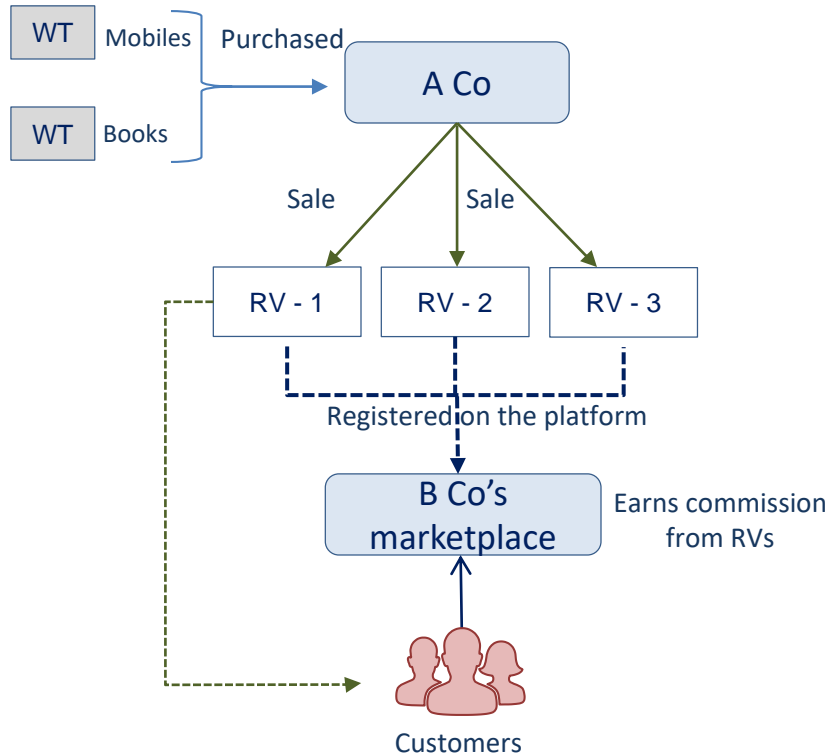 WT Mobiles
Purchased
A Co
WT Books
Sale
Sale
RV - 1
RV - 2
RV - 3
Registered on the platform
B Co’s
marketplace
Earns commission
from RVs
Customers